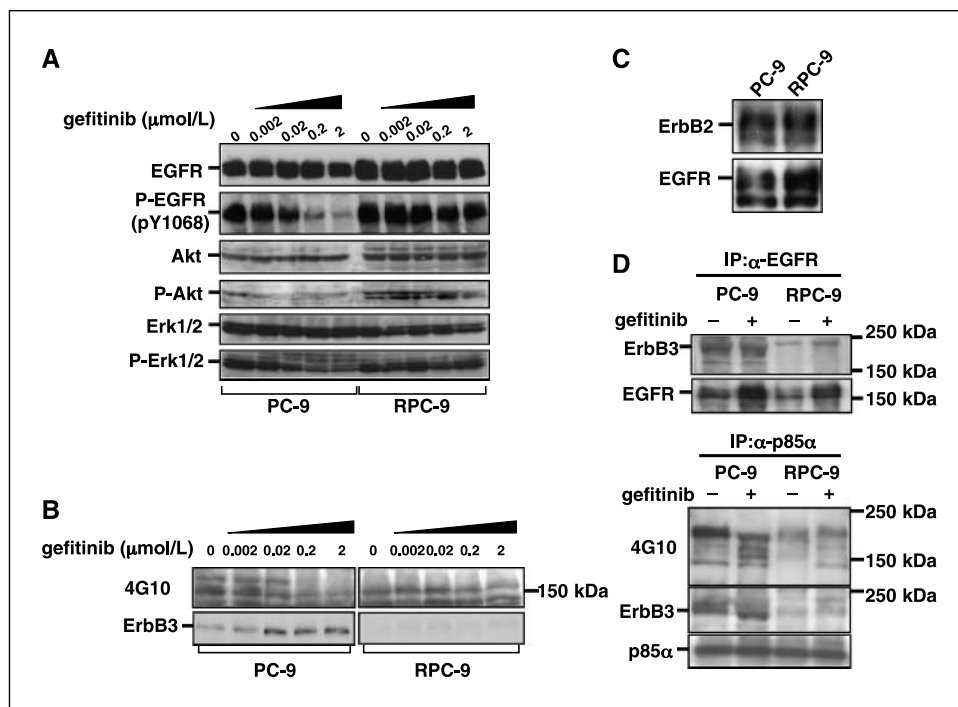 A
gefitinib (μmol/L)
0 0.002 0.02 0.2 2 0 0.002 0.02 0.2 2
EGFR
P-EGFR
(pY1068)
Akt
P-Akt
Erk1/2
P-Erk1/2
PC-9 RPC-9
B
gefitinib (μmol/L)
0 0.002 0.02 0.2 2 0 0.002 0.02 0.2 2
4G10
150 kDa
ErbB3
PC-9 RPC-9
C
PC-9 RPC-9
ErbB2
EGFR
D
IP:α-EGFR
PC-9 RPC-9
gefitinib − + − +
250 kDa
ErbB3
150 kDa
EGFR
150 kDa
IP:α-p85α
PC-9 RPC-9
gefitinib − + − +
250 kDa
4G10
150 kDa
250 kDa
ErbB3
p85α